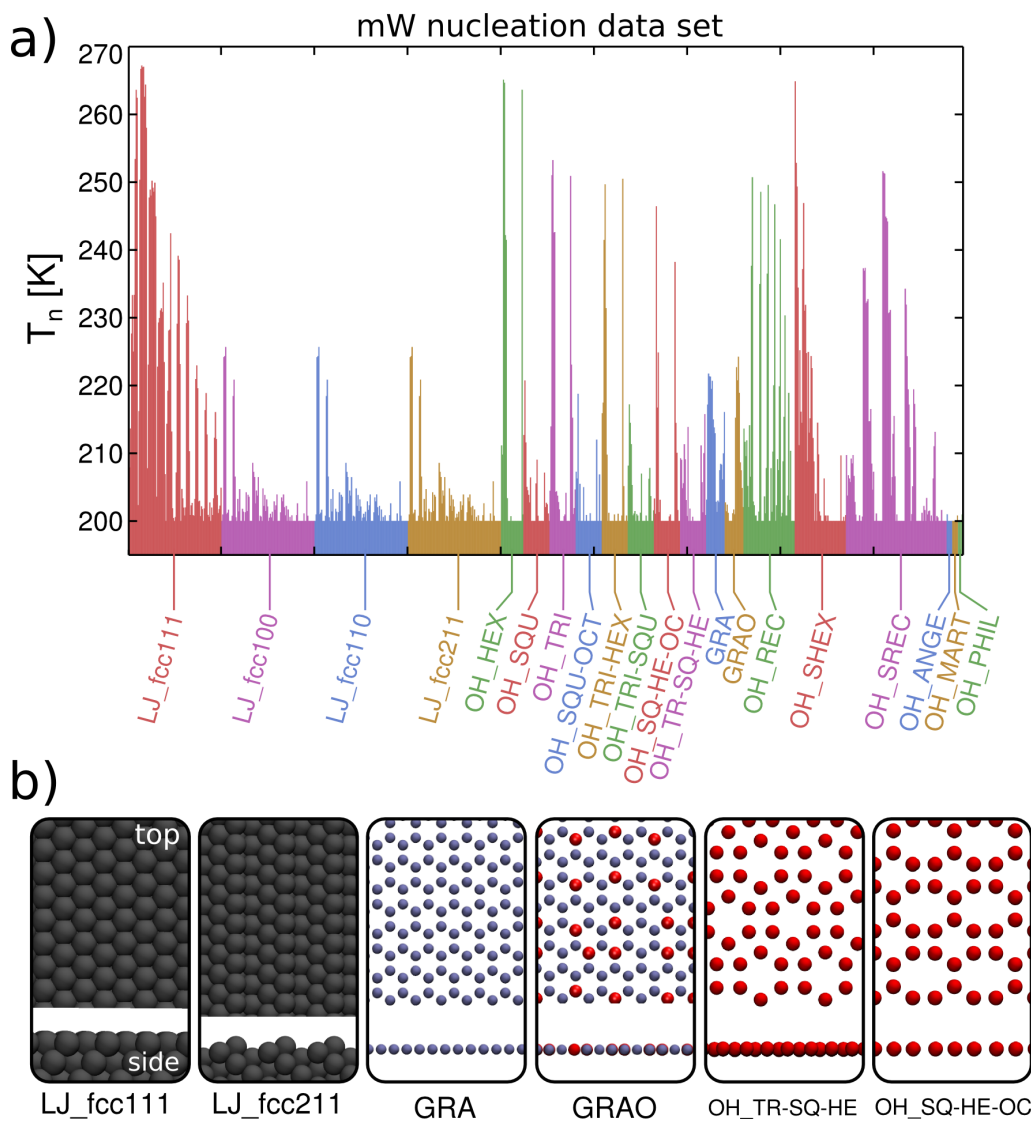 a)
mW nucleation data set
T_n [K]
270
260
250
240
230
220
210
200
LJ_fcc111
LJ_fcc100
LJ_fcc110
LJ_fcc211
OH_HEX
OH_SQU
OH_TRI
OH_SQU-OCT
OH_TRI-HEX
OH_TRI-SQU
OH_SQ-HE-OC
OH_TR-SQ-HE
GRA
GRAO
OH_REC
OH_SHEX
OH_SREC
OH_ANGE
OH_MART
OH_PHIL
b)
top
side
LJ_fcc111
LJ_fcc211
GRA
GRAO
OH_TR-SQ-HE
OH_SQ-HE-OC